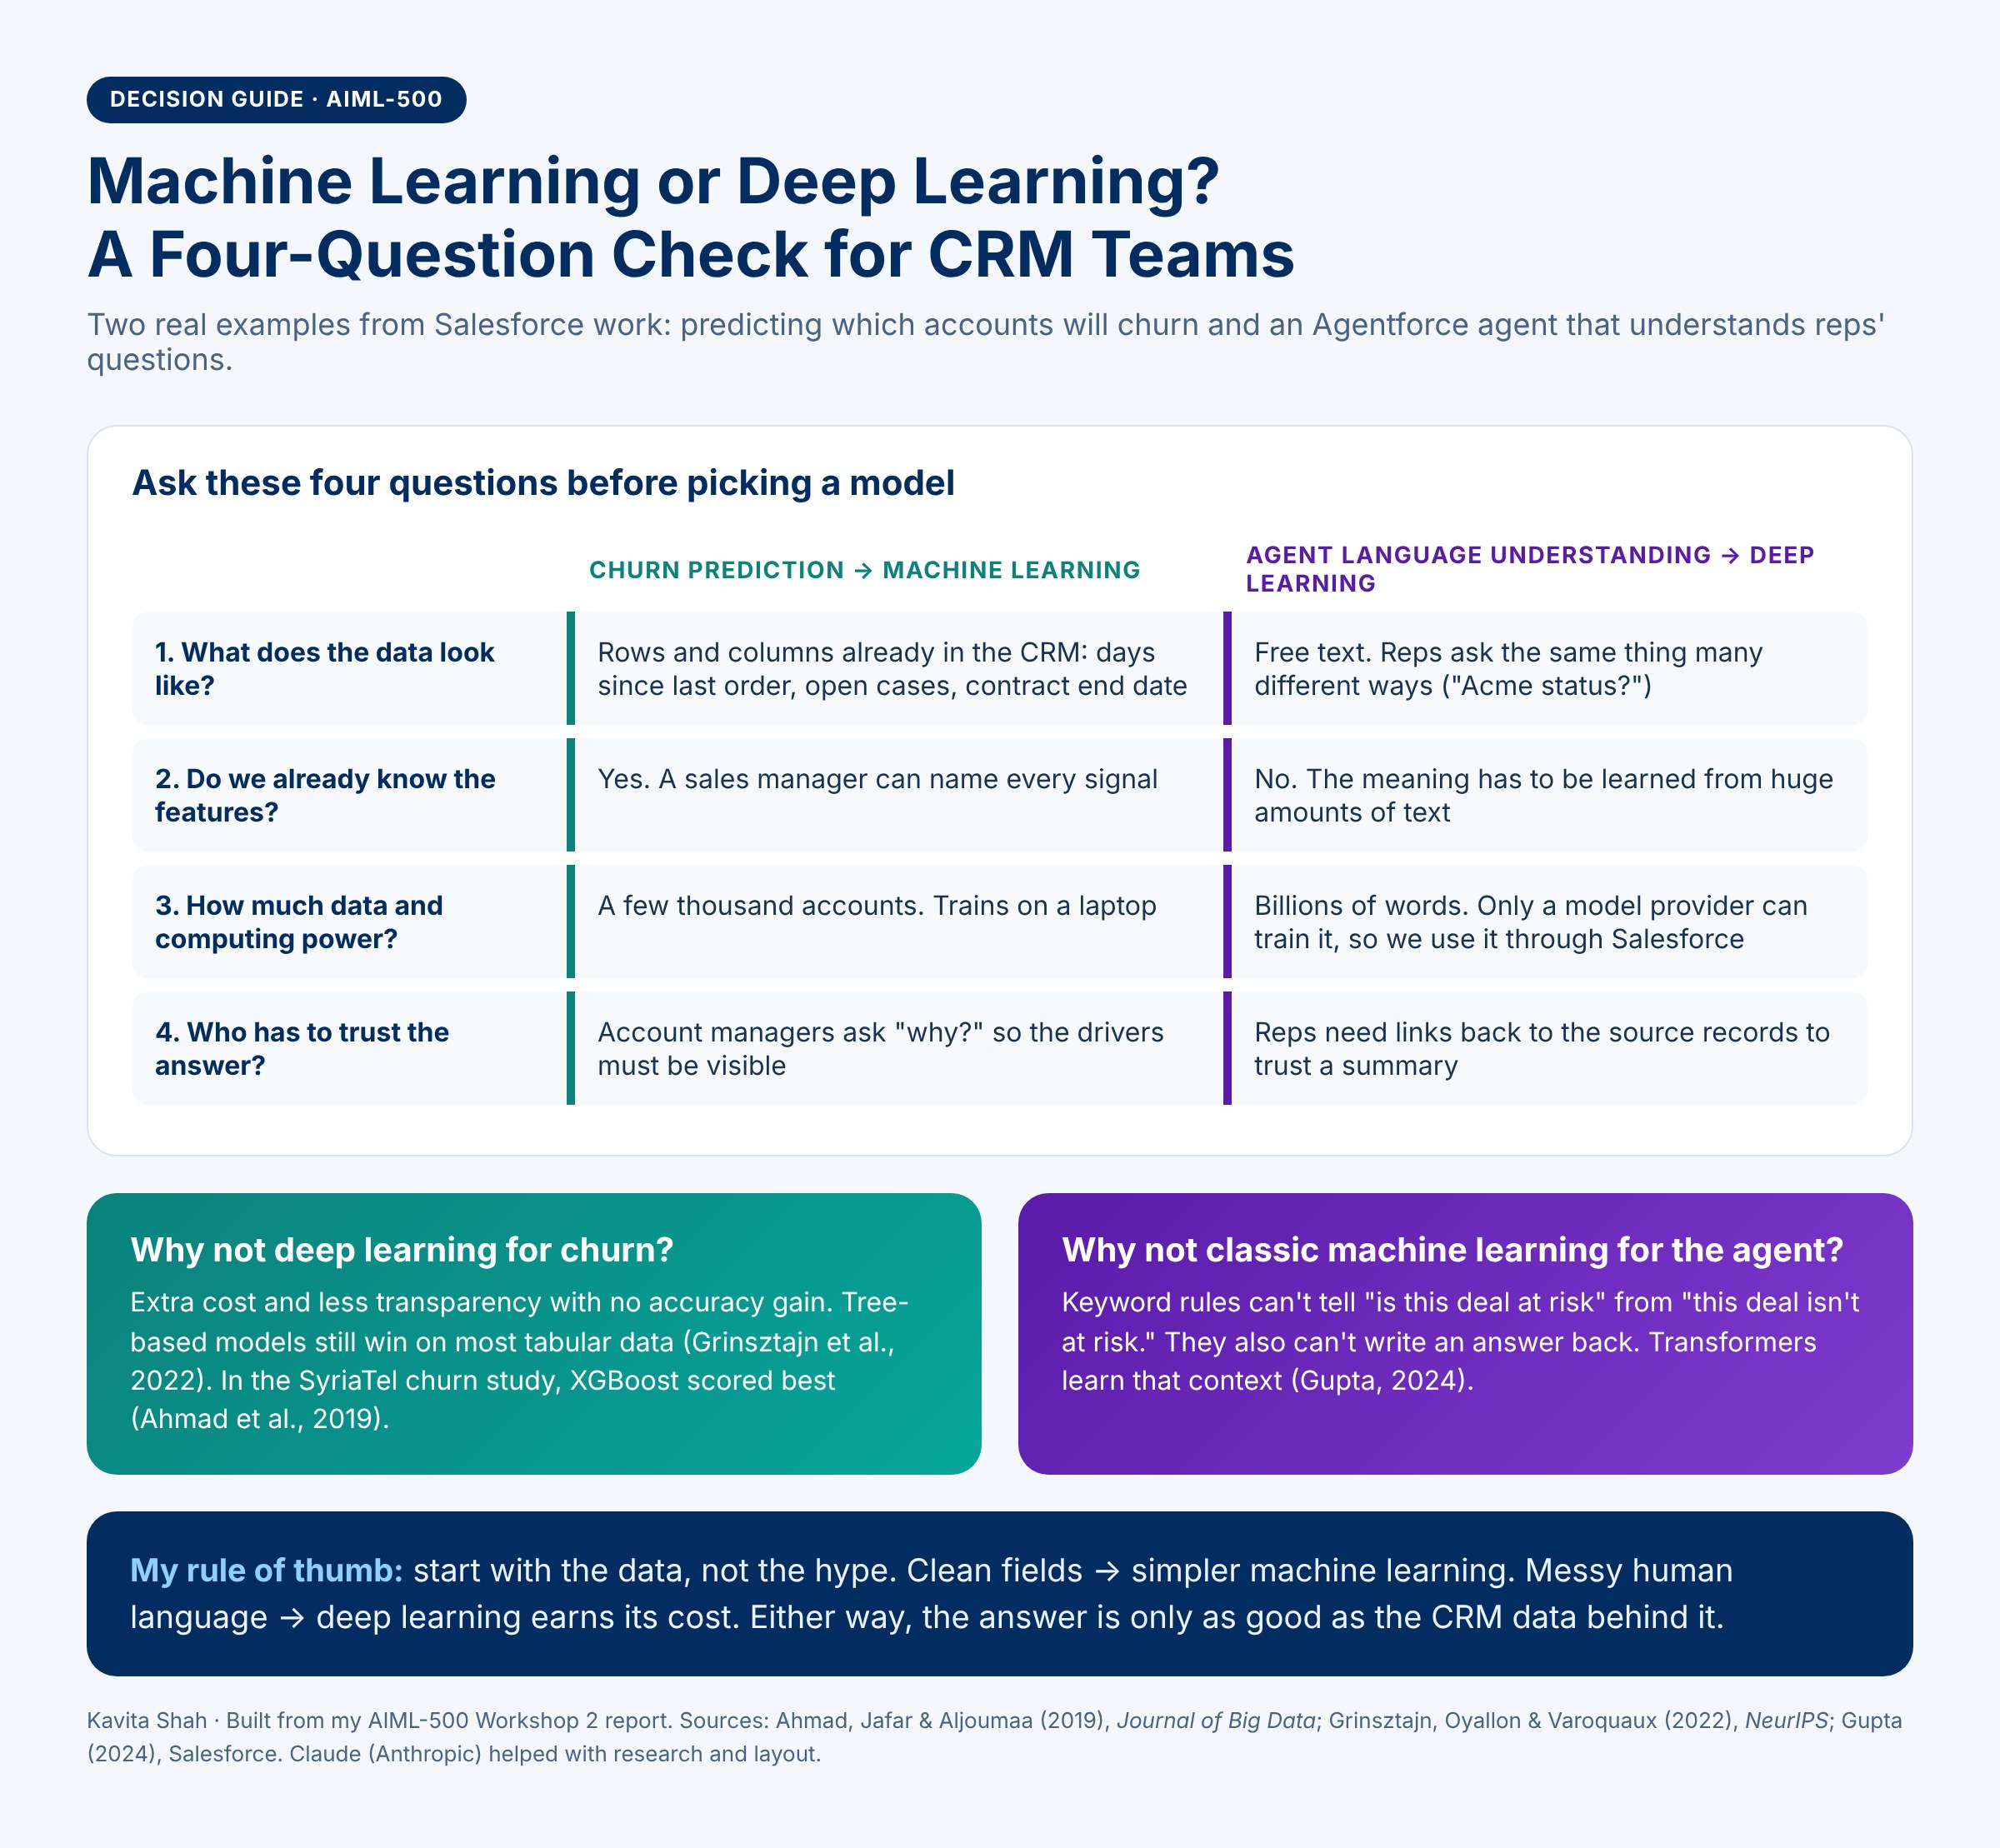 DECISION GUIDE · AIML-500
Machine Learning or Deep Learning?
A Four-Question Check for CRM Teams
Two real examples from Salesforce work: predicting which accounts will churn and an Agentforce agent that understands reps'
questions.
Ask these four questions before picking a model
CHURN PREDICTION → MACHINE LEARNING
AGENT LANGUAGE UNDERSTANDING → DEEP
LEARNING
1. What does the data look
like?
Rows and columns already in the CRM: days
since last order, open cases, contract end date
Free text. Reps ask the same thing many
different ways ("Acme status?")
2. Do we already know the
features?
Yes. A sales manager can name every signal
No. The meaning has to be learned from huge
amounts of text
3. How much data and
computing power?
A few thousand accounts. Trains on a laptop
Billions of words. Only a model provider can
train it, so we use it through Salesforce
4. Who has to trust the
answer?
Account managers ask "why?" so the drivers
must be visible
Reps need links back to the source records to
trust a summary
Why not deep learning for churn?
Extra cost and less transparency with no accuracy gain. Tree-
based models still win on most tabular data (Grinsztajn et al.,
2022). In the SyriaTel churn study, XGBoost scored best
(Ahmad et al., 2019).
Why not classic machine learning for the agent?
Keyword rules can't tell "is this deal at risk" from "this deal isn't
at risk." They also can't write an answer back. Transformers
learn that context (Gupta, 2024).
My rule of thumb: start with the data, not the hype. Clean fields → simpler machine learning. Messy human
language → deep learning earns its cost. Either way, the answer is only as good as the CRM data behind it.
Kavita Shah · Built from my AIML-500 Workshop 2 report. Sources: Ahmad, Jafar & Aljoumaa (2019), Journal of Big Data; Grinsztajn, Oyallon & Varoquaux (2022), NeurIPS; Gupta
(2024), Salesforce. Claude (Anthropic) helped with research and layout.